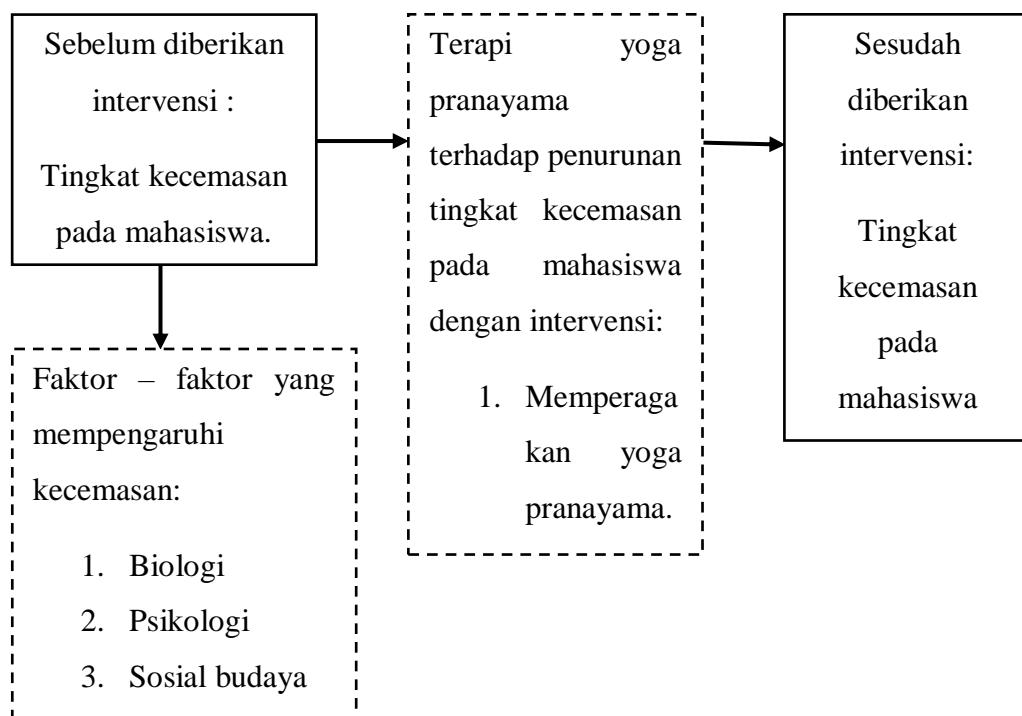 Sebelum diberikan
intervensi :
Tingkat kecemasan
pada mahasiswa.
Faktor – faktor yang
mempengaruhi
kecemasan:
1. Biologi
2. Psikologi
3. Sosial budaya
Terapi yoga
pranayama
terhadap penurunan
tingkat kecemasan
pada mahasiswa
dengan intervensi:
1. Memperaga
kan yoga
pranayama.
Sesudah
diberikan
intervensi:
Tingkat
kecemasan
pada
mahasiswa